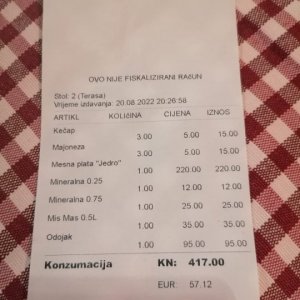 OVO NIJE FISKALIZIRANI RAČUN
Stol: 2 (Terasa)
Vrijeme izdavanja: 20.08.2022 20:26:58
ARTIKL KOLIČINA CIJENA IZNOS
Kečap
3.00 5.00 15.00
Majoneza
3.00 5.00 15.00
Mesna plata "Jedro"
1.00 220.00 220.00
Mineralna 0.25
1.00 12.00 12.00
Mineralna 0.75
1.00 25.00 25.00
Mis Mas 0.5L
1.00 35.00 35.00
Odojak
1.00 95.00 95.00
Konzumacija KN: 417.00
EUR: 57.12